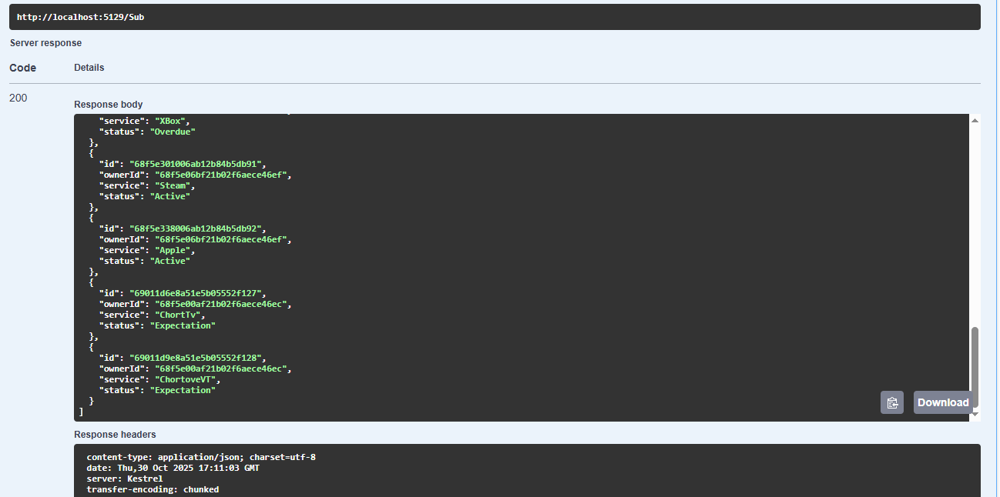 http://localhost:5129/Sub
Server response
Code Details
200
Response body
"service": "XBox",
"status": "Overdue"
},
{
"id": "68f5e301006ab12b84b5db91",
"ownerId": "68f5e06bf21b02f6aece46ef",
"service": "Steam",
"status": "Active"
},
{
"id": "68f5e338006ab12b84b5db92",
"ownerId": "68f5e06bf21b02f6aece46ef",
"service": "Apple",
"status": "Active"
},
{
"id": "69011d6e8a51e5b05552f127",
"ownerId": "68f5e00af21b02f6aece46ec",
"service": "ChortTv",
"status": "Expectation"
},
{
"id": "69011d9e8a51e5b05552f128",
"ownerId": "68f5e00af21b02f6aece46ec",
"service": "ChortoveVT",
"status": "Expectation"
}
]
Download
Response headers
content-type: application/json; charset=utf-8
date: Thu,30 Oct 2025 17:11:03 GMT
server: Kestrel
transfer-encoding: chunked